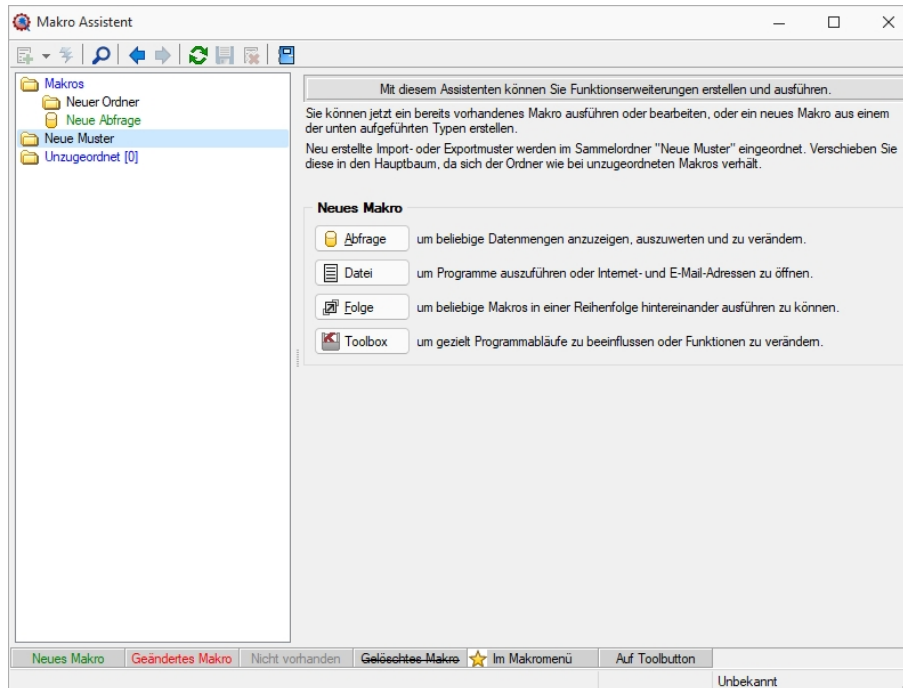 Makro Assistent
Makros
Neuer Ordner
Neue Abfrage
Neue Muster
Unzugeordnet [0]
Mit diesem Assistenten können Sie Funktionserweiterungen erstellen und ausführen.
Sie können jetzt ein bereits vorhandenes Makro ausführen oder bearbeiten, oder ein neues Makro aus einem
der unten aufgeführten Typen erstellen.
Neu erstellte Import- oder Exportmuster werden im Sammelordner "Neue Muster" eingeordnet. Verschieben Sie
diese in den Hauptbaum, da sich der Ordner wie bei unzugeordneten Makros verhält.
Neues Makro
Abfrage um beliebige Datenmengen anzuzeigen, auszuwerten und zu verändern.
Datei um Programme auszuführen oder Internet- und E-Mail-Adressen zu öffnen.
Folge um beliebige Makros in einer Reihenfolge hintereinander ausführen zu können.
Toolbox um gezielt Programmabläufe zu beeinflussen oder Funktionen zu verändern.
Neues Makro Geändertes Makro Nicht vorhanden Gelöschtes Makro Im Makromenü Auf Toolbutton
Unbekannt